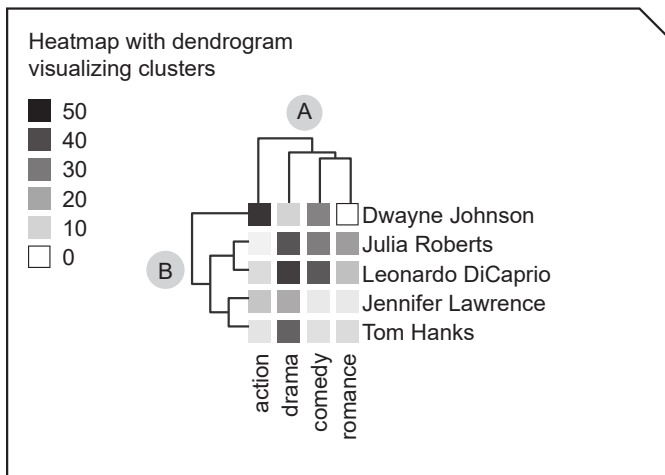 Heatmap with dendrogram
visualizing clusters
50
40
30
20
10
0
A
B
Dwayne Johnson
Julia Roberts
Leonardo DiCaprio
Jennifer Lawrence
Tom Hanks
action
drama
comedy
romance